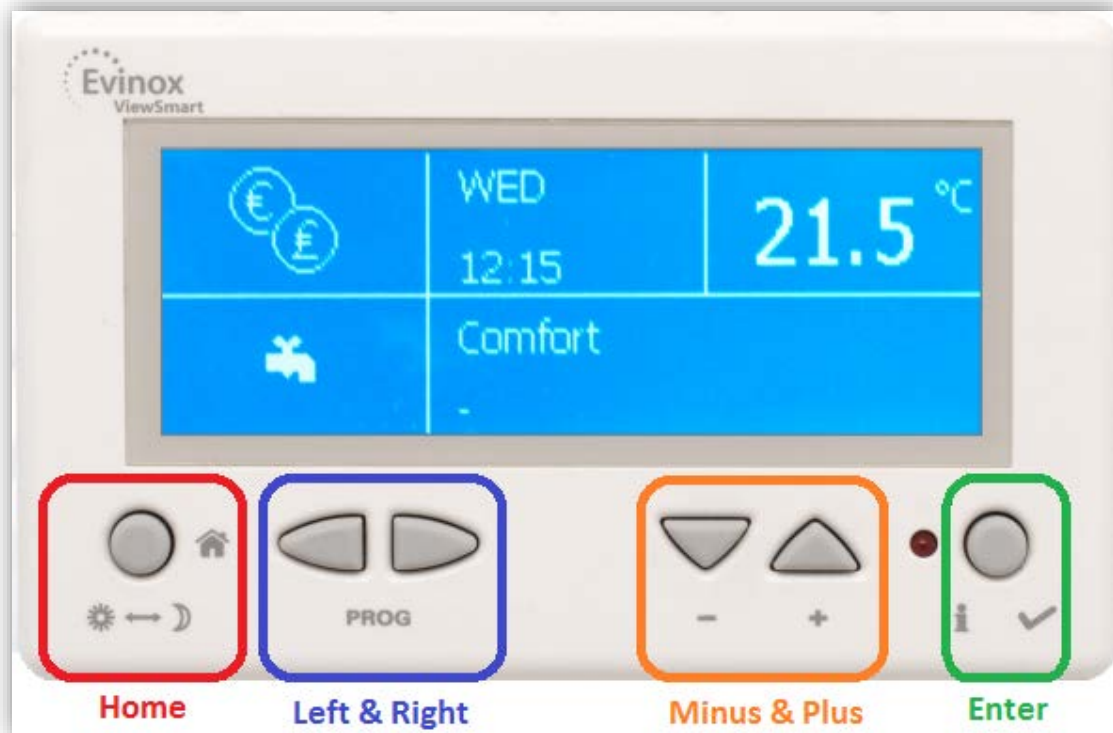 Evinox
ViewSmart
€
£
WED
12:15
21.5 °C
Comfort
-
PROG
-
+
i
Home
Left & Right
Minus & Plus
Enter